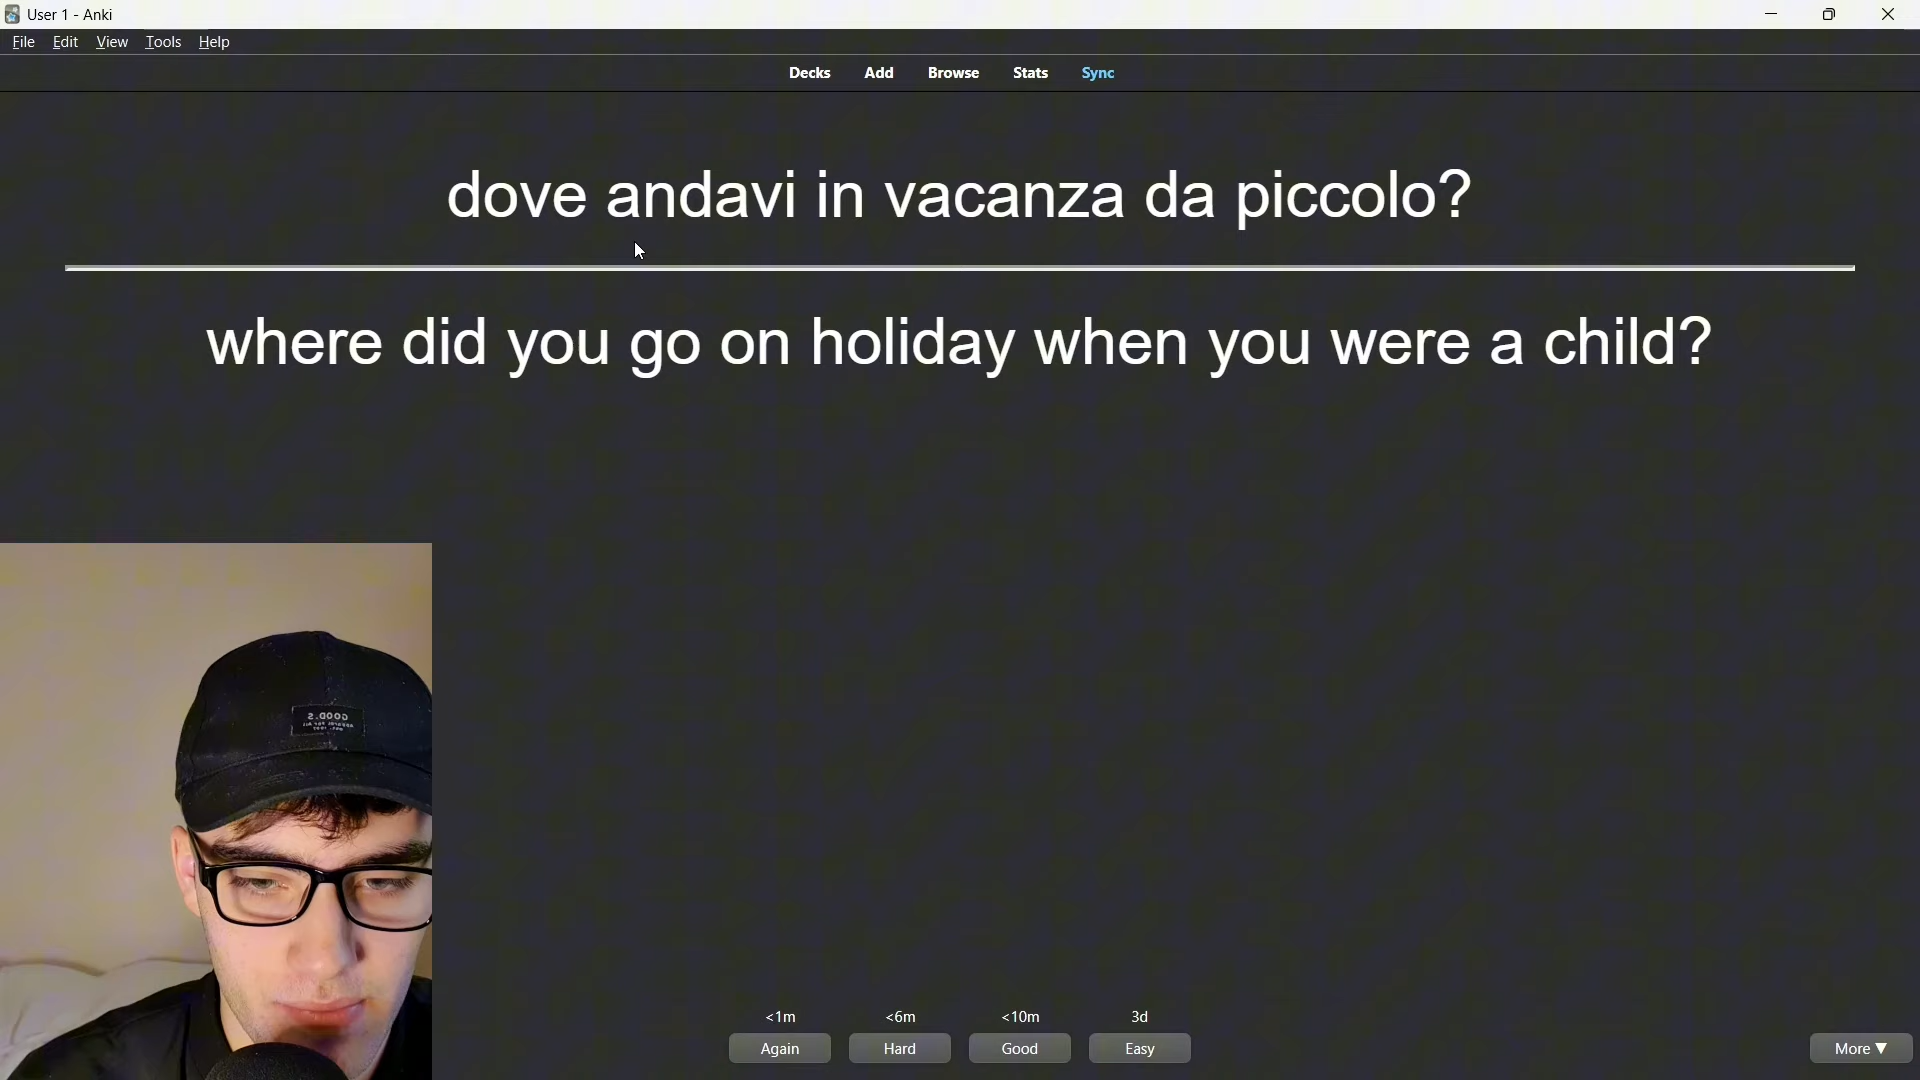 User 1 - Anki
File Edit View Tools Help
Decks Add Browse Stats Sync
dove andavi in vacanza da piccolo?
where did you go on holiday when you were a child?
GOOD.S.
<1m <6m <10m 3d
Again Hard Good Easy
More ▼